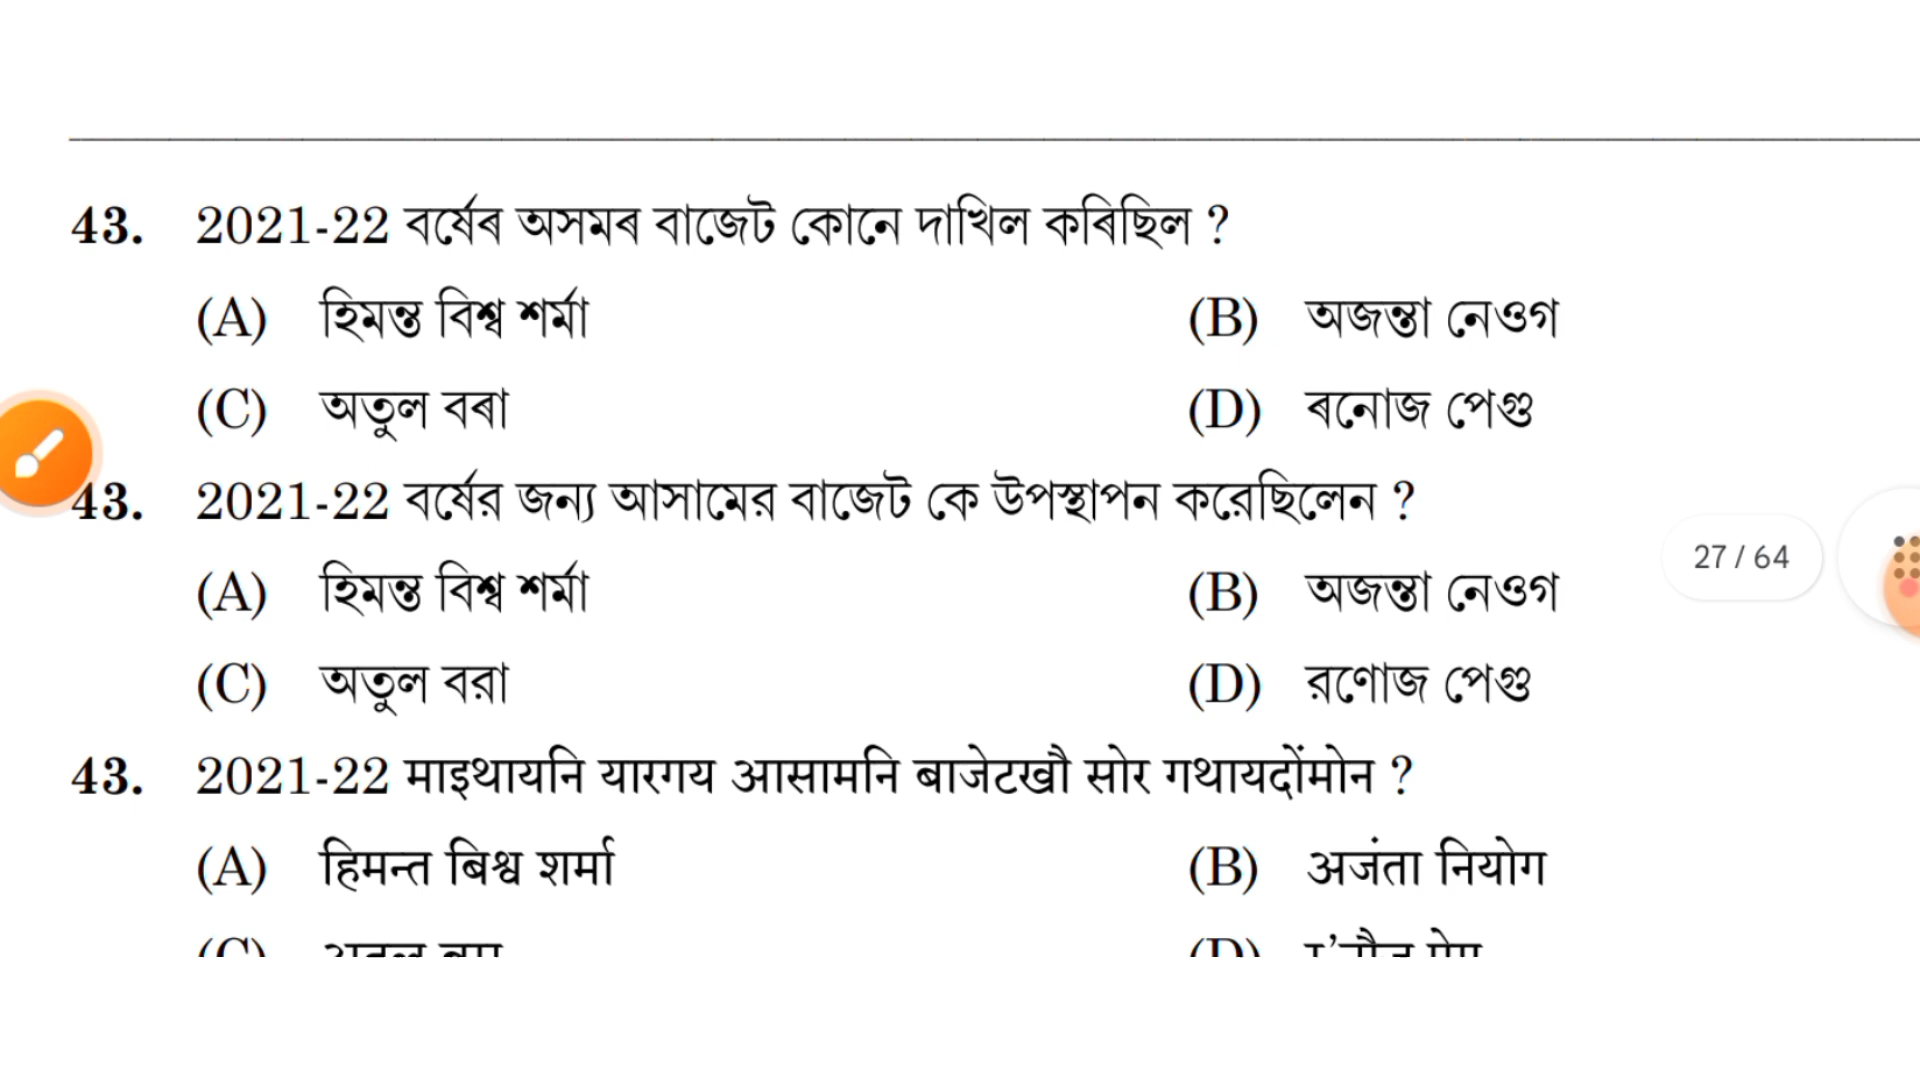 43. 2021-22 বৰ্ষৰ অসমৰ বাজেট কোনে দাখিল কৰিছিল ?
(A) হিমন্ত বিশ্ব শৰ্মা (B) অজন্তা নেওগ
(C) অতুল বৰা (D) ৰনোজ পেগু
43. 2021-22 বর্ষের জন্য আসামের বাজেট কে উপস্থাপন করেছিলেন ?
(A) হিমন্ত বিশ্ব শর্মা (B) অজন্তা নেওগ
(C) অতুল বরা (D) রণোজ পেগু
27 / 64
43. 2021-22 माइथायनि यारगय आसामनि बाजेटखौ सोर गथायदोंमोन ?
(A) हिमन्त बिश्व शर्मा (B) अजंता नियोग
(C) (D)